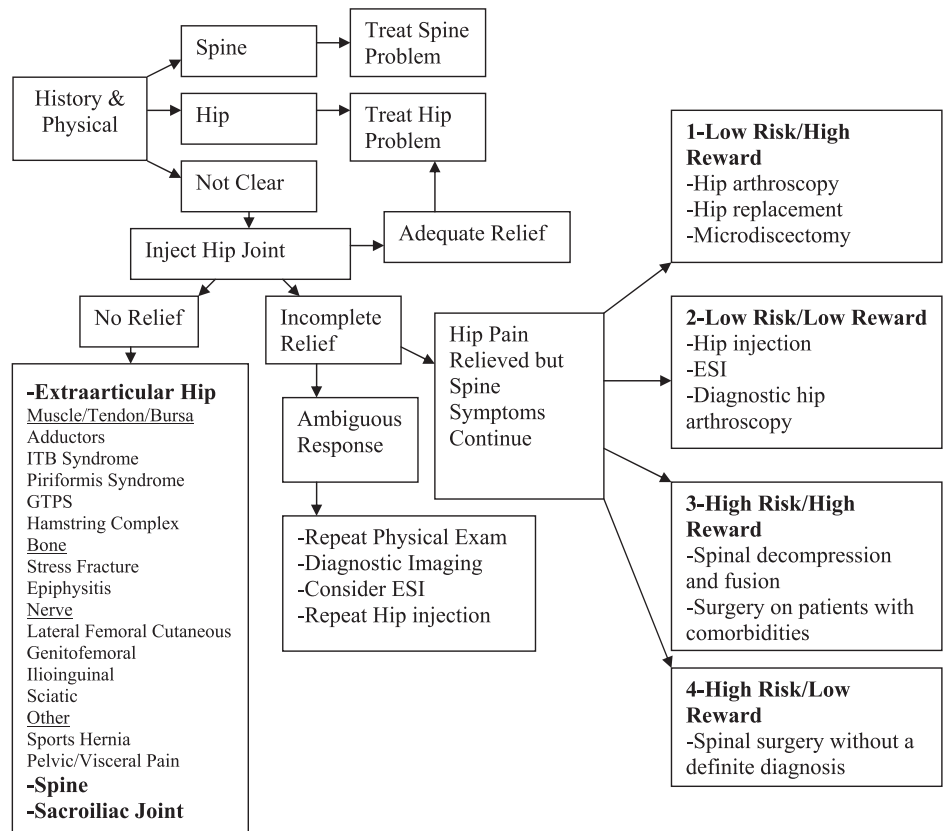 History &
Physical
Spine
Treat Spine
Problem
Hip
Treat Hip
Problem
Not Clear
Inject Hip Joint
Adequate Relief
No Relief
Incomplete
Relief
-Extraarticular Hip
Muscle/Tendon/Bursa
Adductors
ITB Syndrome
Piriformis Syndrome
GTPS
Hamstring Complex
Bone
Stress Fracture
Epiphysitis
Nerve
Lateral Femoral Cutaneous
Genitofemoral
Ilioinguinal
Sciatic
Other
Sports Hernia
Pelvic/Visceral Pain
-Spine
-Sacroiliac Joint
Ambiguous
Response
-Repeat Physical Exam
-Diagnostic Imaging
-Consider ESI
-Repeat Hip injection
Hip Pain
Relieved but
Spine
Symptoms
Continue
1-Low Risk/High
Reward
-Hip arthroscopy
-Hip replacement
-Microdiscectomy
2-Low Risk/Low Reward
-Hip injection
-ESI
-Diagnostic hip
arthroscopy
3-High Risk/High
Reward
-Spinal decompression
and fusion
-Surgery on patients with
comorbidities
4-High Risk/Low
Reward
-Spinal surgery without a
definite diagnosis